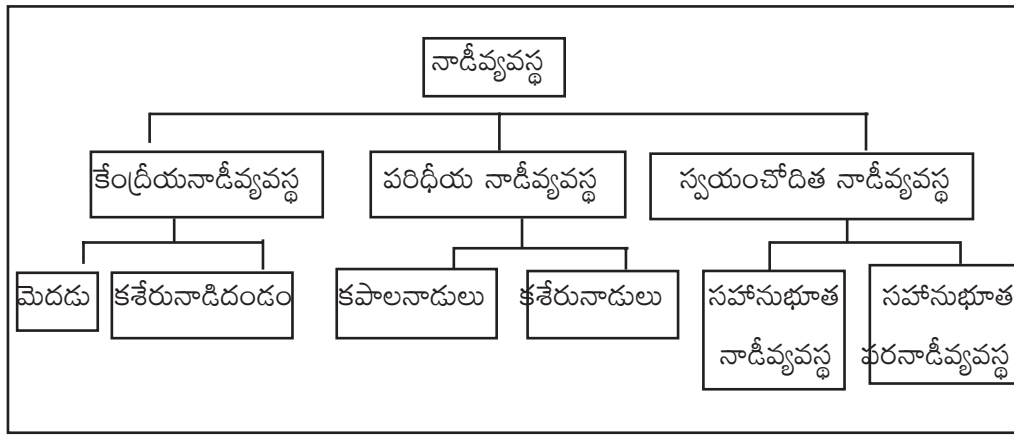 నాడీవ్యవస్థ
కేంద్రీయనాడీవ్యవస్థ పరిధీయ నాడీవ్యవస్థ స్వయంచోదిత నాడీవ్యవస్థ
మెదడు కశేరునాడిదండం కపాలనాడులు కశేరునాడులు సహానుభూత సహానుభూత
నాడీవ్యవస్థ పరనాడీవ్యవస్థ